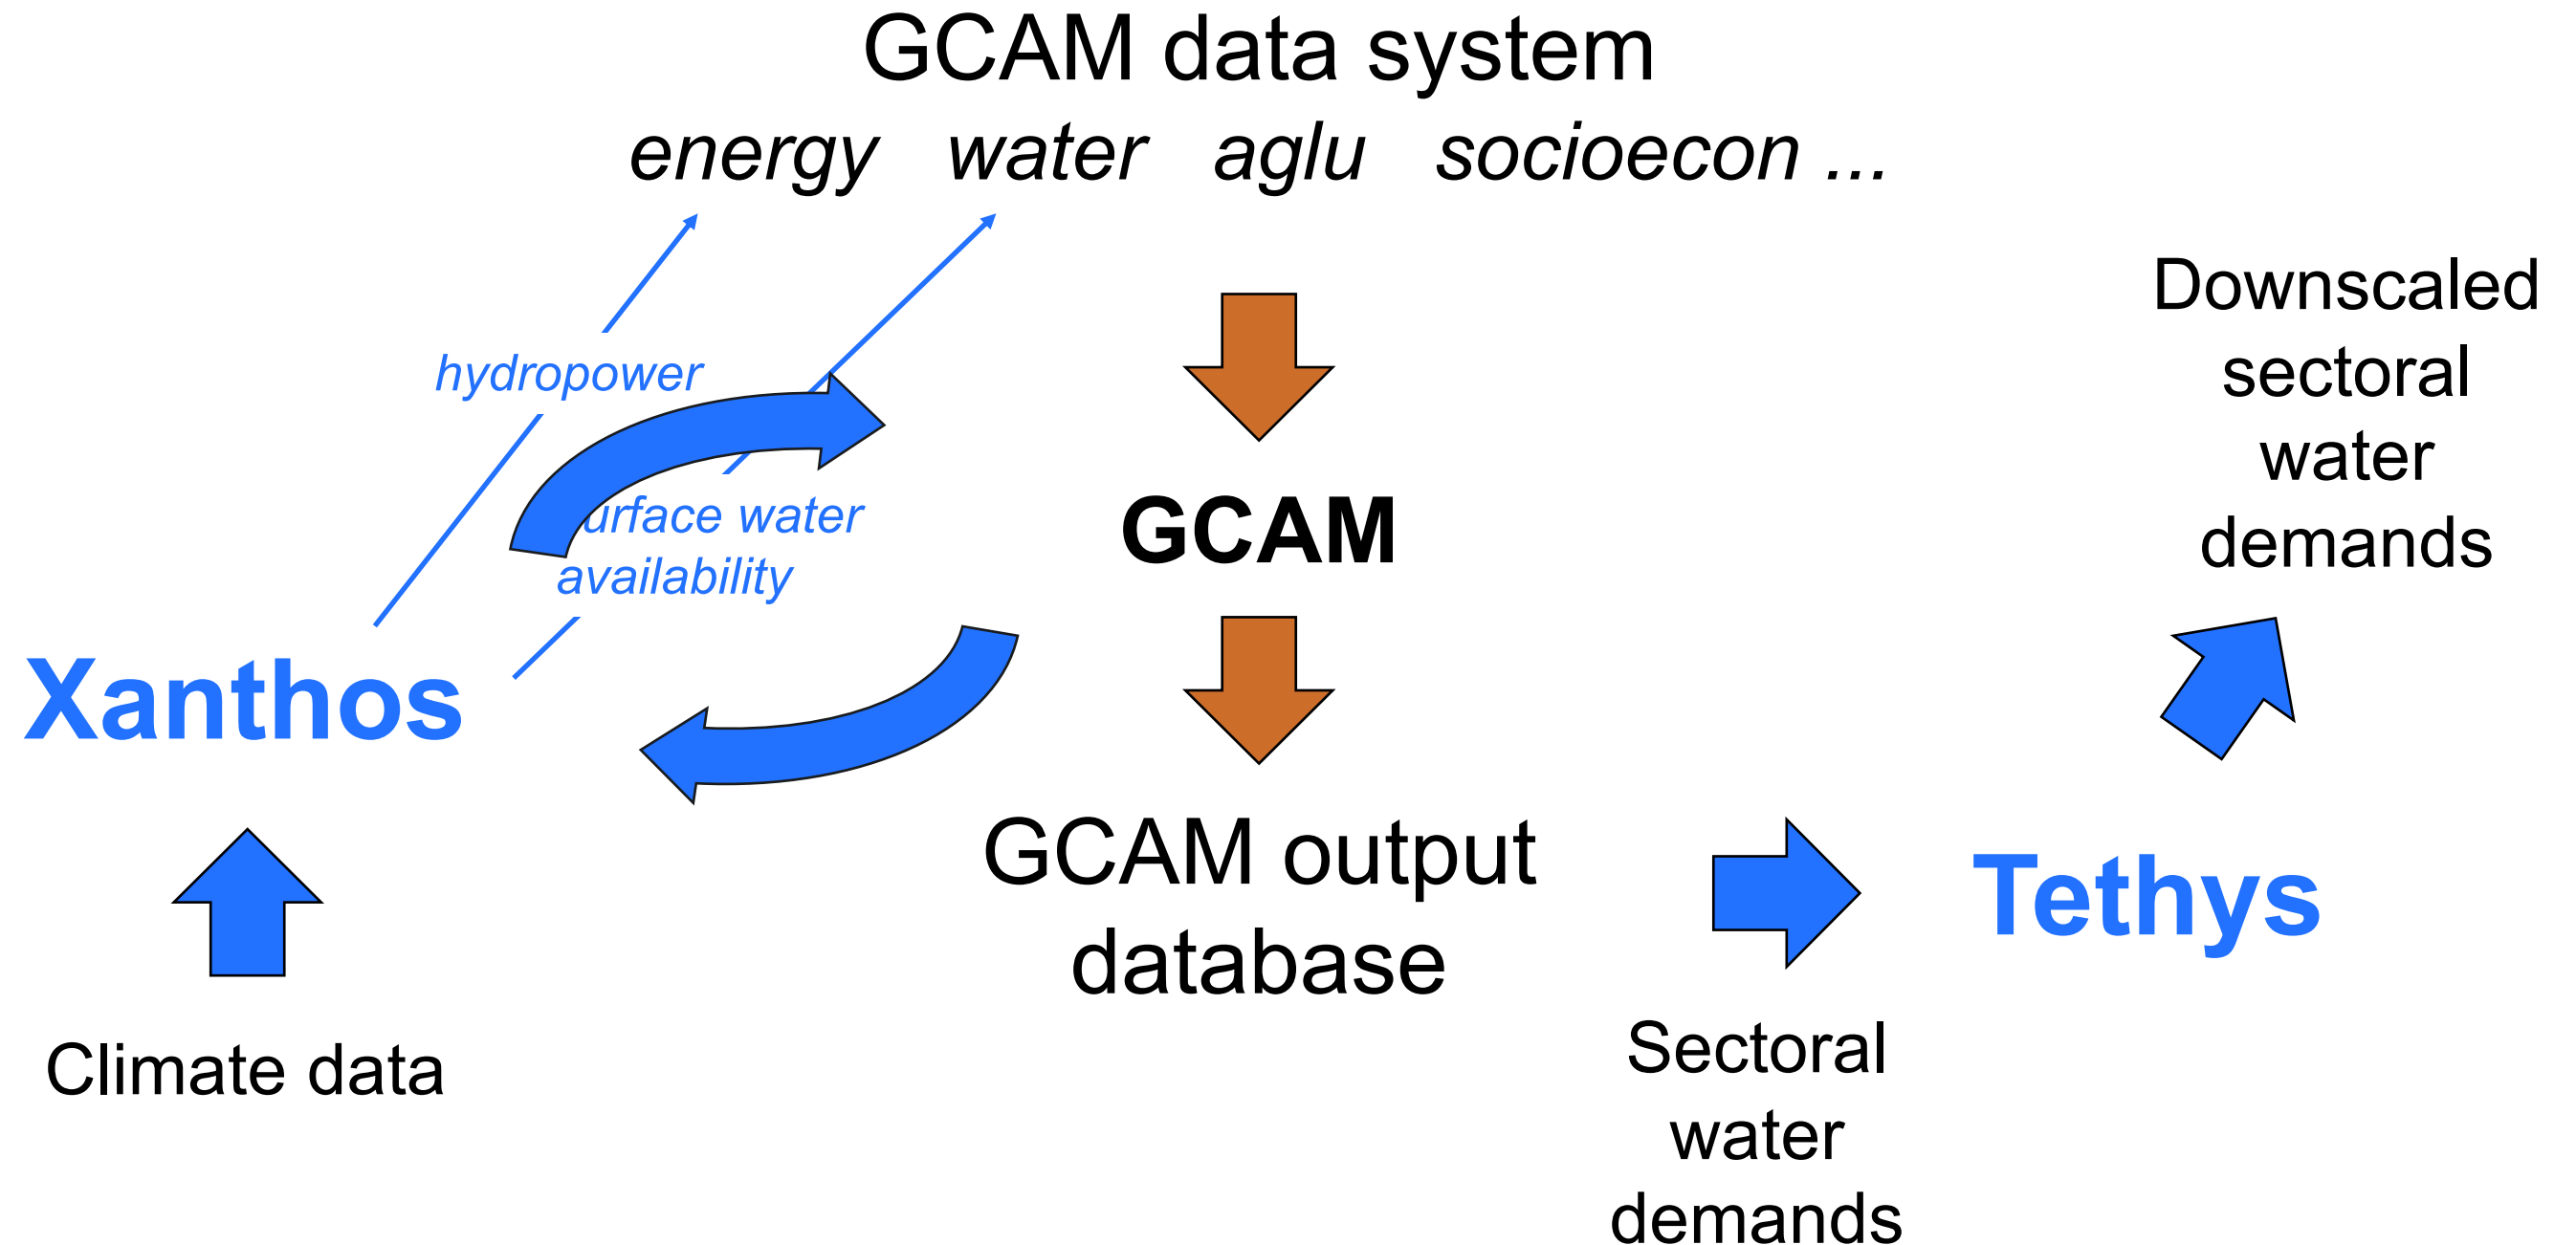 GCAM data system
energy water aglu socioecon ...
hydropower
urface water
availability
GCAM
Xanthos
Downscaled
sectoral
water
demands
GCAM output
database
Tethys
Climate data
Sectoral
water
demands